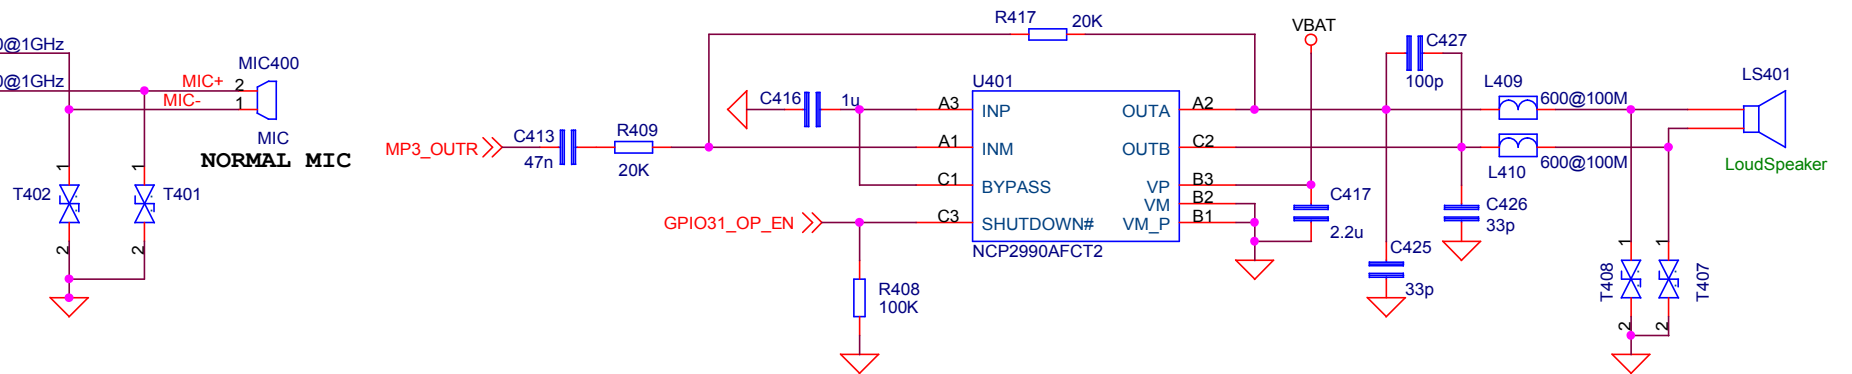 R417 20K
VBAT
0@1GHz
0@1GHz
MIC400
MIC+ 2
MIC- 1
MIC
NORMAL MIC
1 1
T402 T401
2 2
C416 1u
MP3_OUTR
C413
47n
R409
20K
GPIO31_OP_EN
R408
100K
U401
A3 INP OUTA A2
A1 INM OUTB C2
C1 BYPASS VP B3
VM B2
C3 SHUTDOWN# VM_P B1
NCP2990AFCT2
C427
100p
L409
600@100M
L410
600@100M
LS401
LoudSpeaker
C417
2.2u
C426
33p
C425
33p
1 1
T408 T407
2 2